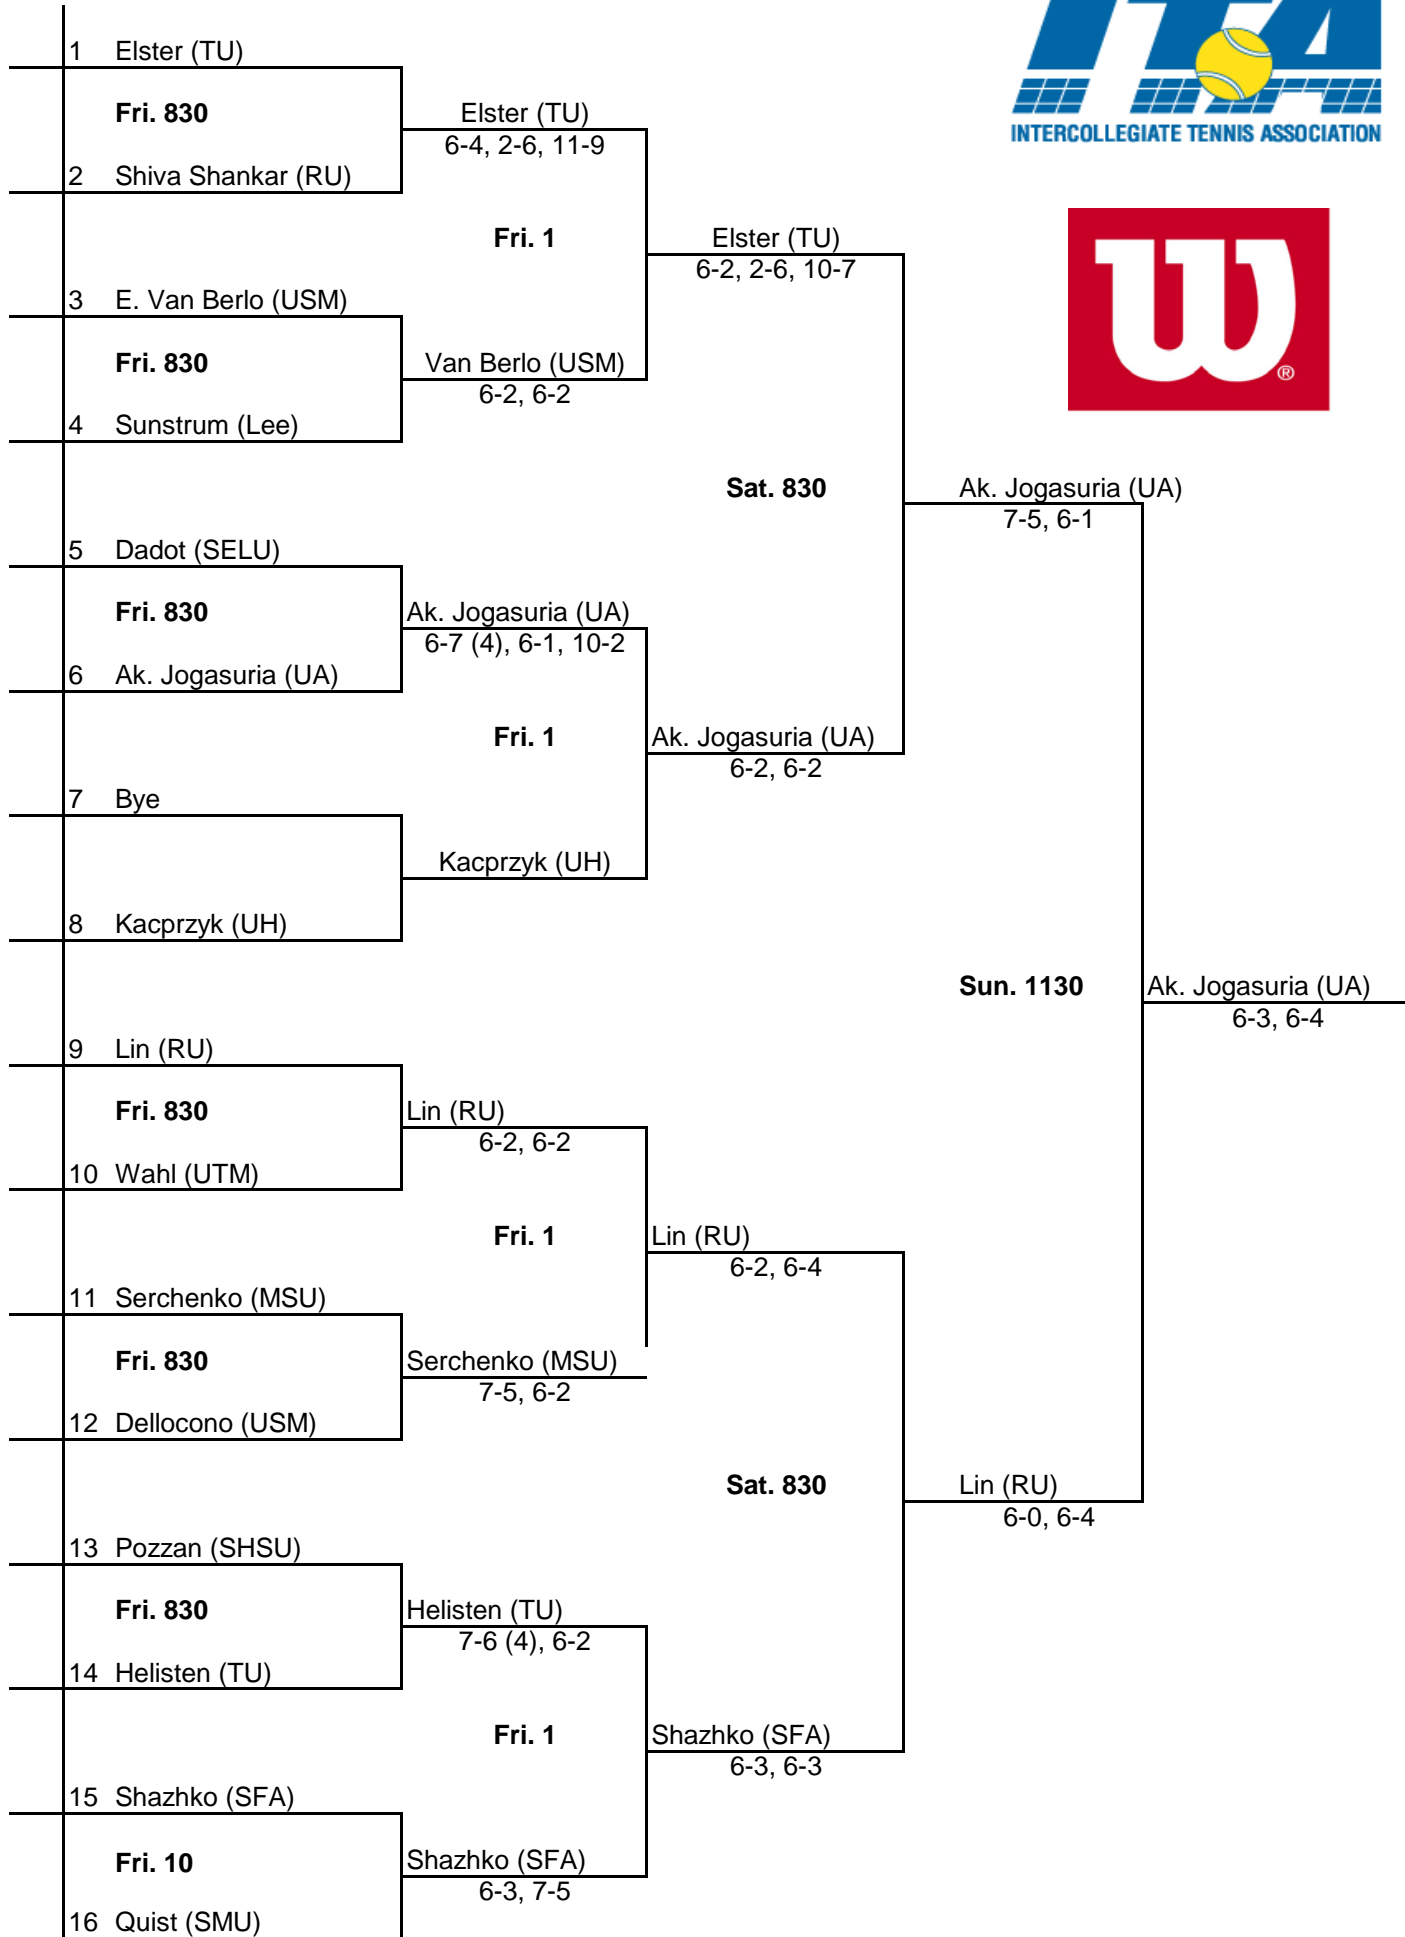 ITA
INTERCOLLEGIATE TENNIS ASSOCIATION
W
®
1 Elster (TU)
Fri. 830
Elster (TU)
6-4, 2-6, 11-9
2 Shiva Shankar (RU)
Fri. 1
Elster (TU)
6-2, 2-6, 10-7
3 E. Van Berlo (USM)
Fri. 830
Van Berlo (USM)
6-2, 6-2
4 Sunstrum (Lee)
Sat. 830
Ak. Jogasuria (UA)
7-5, 6-1
5 Dadot (SELU)
Fri. 830
Ak. Jogasuria (UA)
6-7 (4), 6-1, 10-2
6 Ak. Jogasuria (UA)
Fri. 1
Ak. Jogasuria (UA)
6-2, 6-2
7 Bye
Kacprzyk (UH)
8 Kacprzyk (UH)
Sun. 1130
Ak. Jogasuria (UA)
6-3, 6-4
9 Lin (RU)
Fri. 830
Lin (RU)
6-2, 6-2
10 Wahl (UTM)
Fri. 1
Lin (RU)
6-2, 6-4
11 Serchenko (MSU)
Fri. 830
Serchenko (MSU)
7-5, 6-2
12 Dellocono (USM)
Sat. 830
Lin (RU)
6-0, 6-4
13 Pozzan (SHSU)
Fri. 830
Helisten (TU)
7-6 (4), 6-2
14 Helisten (TU)
Fri. 1
Shazhko (SFA)
6-3, 6-3
15 Shazhko (SFA)
Fri. 10
Shazhko (SFA)
6-3, 7-5
16 Quist (SMU)